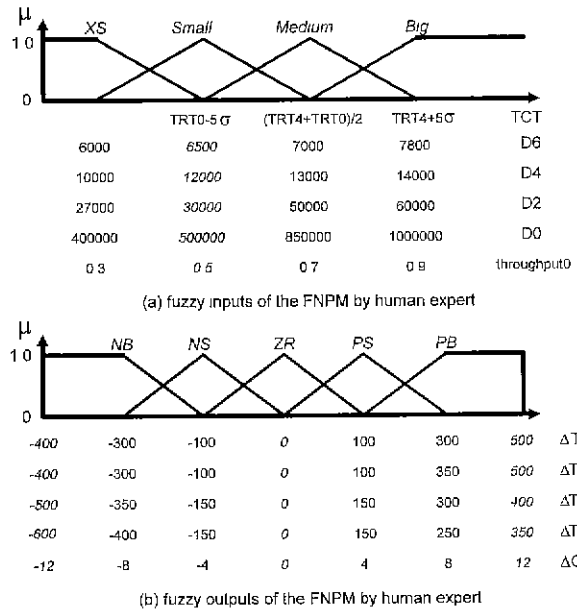 μ
XS Small Medium Big
1 0
0
TRT0-5 σ (TRT4+TRT0)/2 TRT4+5σ TCT
6000 6500 7000 7800 D6
10000 12000 13000 14000 D4
27000 30000 50000 60000 D2
400000 500000 850000 1000000 D0
0 3 0 5 0 7 0 9 throughput0
(a) fuzzy inputs of the FNPM by human expert
μ
NB NS ZR PS PB
1 0
0
-400 -300 -100 0 100 300 500 ΔT
-400 -300 -100 0 100 350 500 ΔT
-500 -350 -150 0 150 300 400 ΔT
-600 -400 -150 0 150 250 350 ΔT
-12 -8 -4 0 4 8 12
(b) fuzzy outputs of the FNPM by human expert